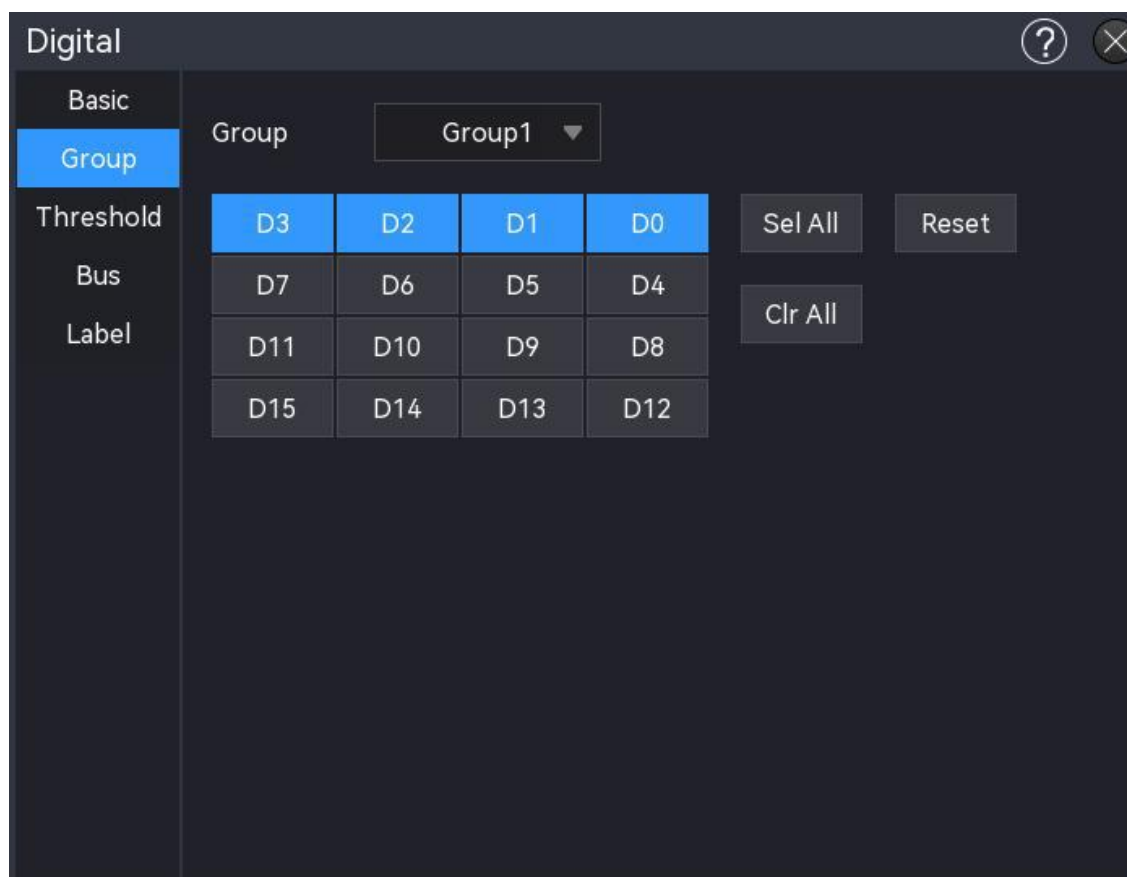 Digital ?
Basic
Group
Threshold
Bus
Label
Group Group1
D3 D2 D1 D0 Sel All Reset
D7 D6 D5 D4 Clr All
D11 D10 D9 D8
D15 D14 D13 D12